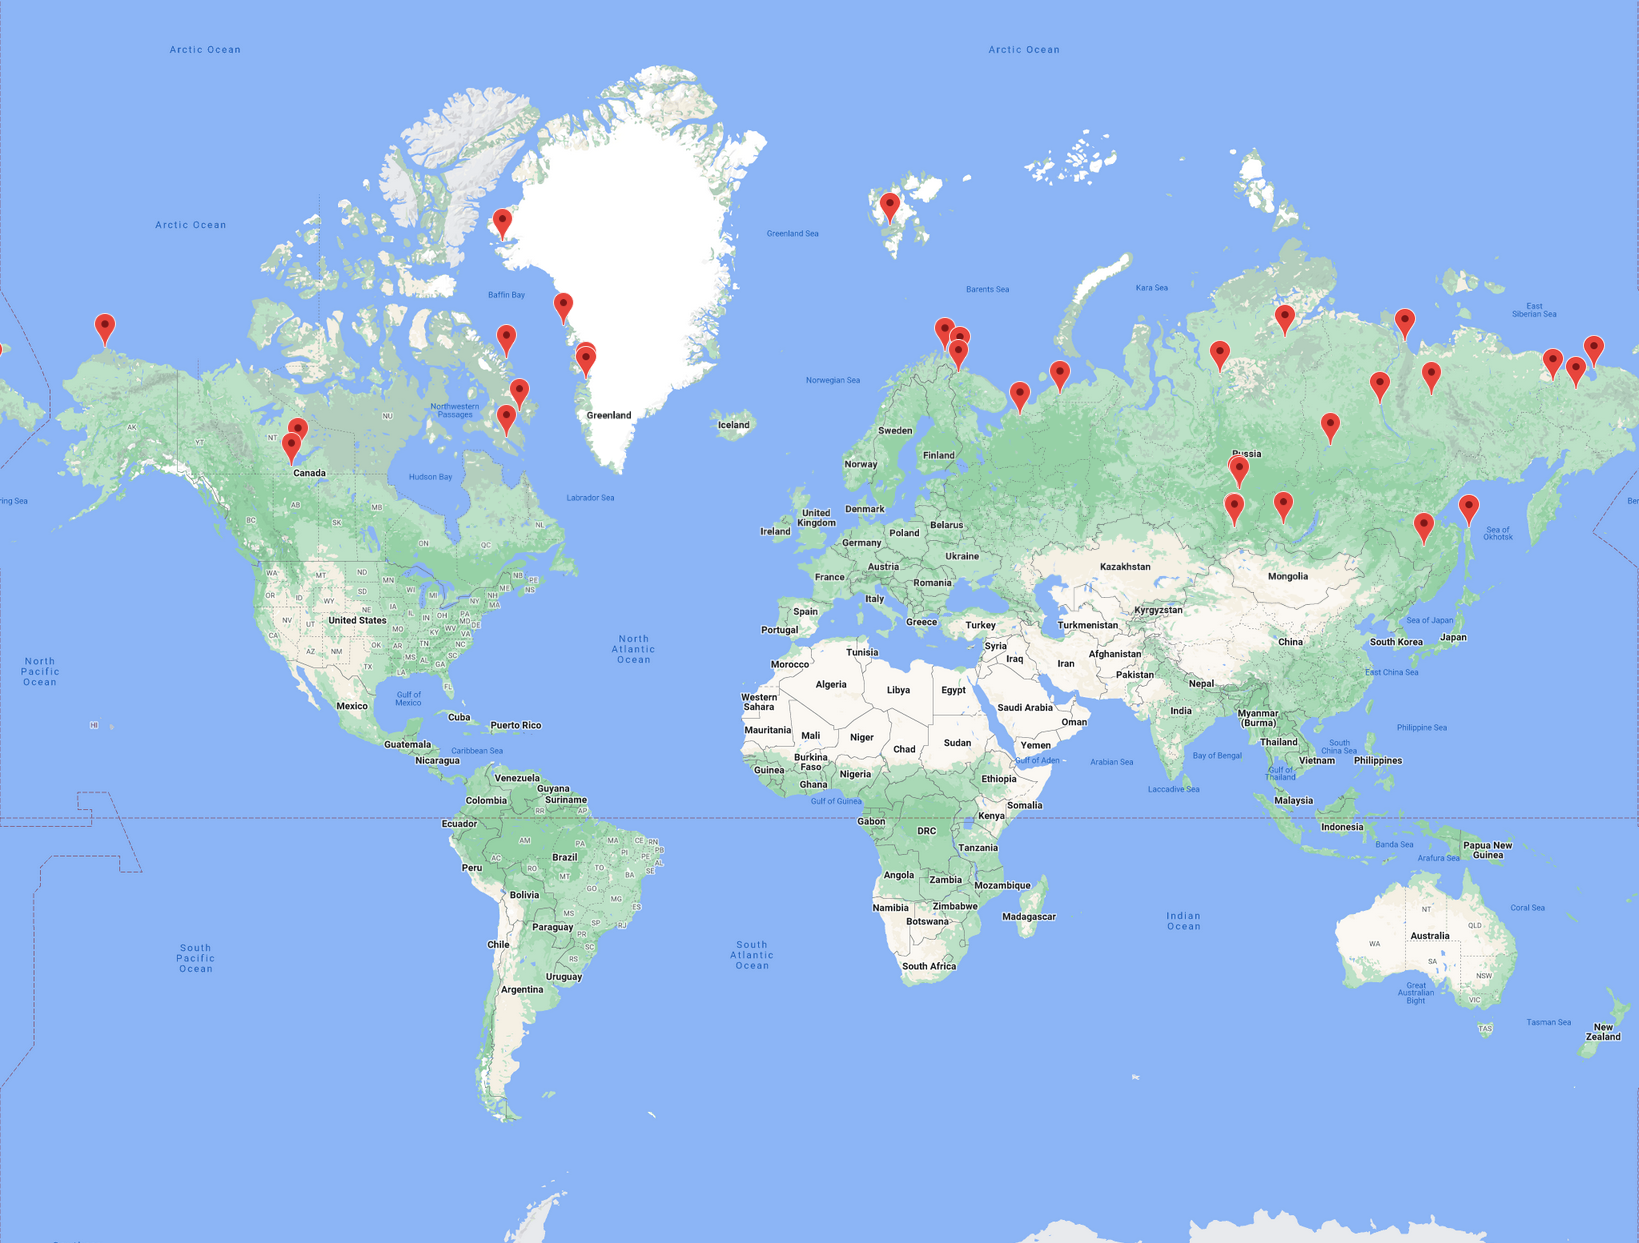 Arctic Ocean
Arctic Ocean
Arctic Ocean
Greenland Sea
Baffin Bay
Barents Sea
Kara Sea
East
Siberian Sea
Norwegian Sea
Northwestern
Passages
NU
Greenland
Iceland
AK
YT
NT
Canada
Sweden
Finland
Norway
Russia
Hudson Bay
Labrador Sea
ring Sea
Ber
AB
MB
BC
SK
ON
QC
NL
United
Kingdom
Ireland
Denmark
Belarus
Poland
Germany
Ukraine
Sea of
Okhotsk
Austria
France
Romania
Kazakhstan
Mongolia
WA
MT
ND
MN
NB
PE
NS
OR
ID
WY
SD
WI
MI
NH
ME
MA
NY
NV
UT
NE
IA
IL
IN
OH
PA
MD
DE
United States
CA
AZ
NM
OK
MO
KY
WV
VA
AR
TN
NC
MS
AL
SC
GA
TX
LA
FL
Italy
Spain
Portugal
Greece
Turkey
Kyrgyzstan
Turkmenistan
Sea of Japan
South Korea
Japan
China
North
Pacific
Ocean
North
Atlantic
Ocean
Tunisia
Morocco
Syria
Iraq
Iran
Afghanistan
Pakistan
Nepal
East China Sea
Algeria
Libya
Egypt
Western
Sahara
Saudi Arabia
Oman
India
Myanmar
(Burma)
Gulf of
Mexico
Mexico
Cuba
Puerto Rico
HI
Mauritania
Mali
Niger
Chad
Sudan
Yemen
Philippine Sea
Guatemala
Nicaragua
Caribbean Sea
Burkina
Faso
Gulf of Aden
Arabian Sea
Bay of Bengal
Thailand
South
China Sea
Vietnam
Philippines
Guinea
Nigeria
Ghana
Ethiopia
Gulf of
Thailand
Laccadive Sea
Venezuela
Guyana
Suriname
Colombia
RR
AP
Gulf of Guinea
Somalia
Kenya
Malaysia
Ecuador
Gabon
DRC
Indonesia
AM
PA
MA
CE
RN
PB
PE
AL
SE
PI
Banda Sea
Papua New
Guinea
Arafura Sea
Tanzania
Peru
AC
RO
Brazil
TO
BA
MT
GO
Angola
Zambia
Mozambique
Bolivia
MG
ES
MS
SP
RJ
Namibia
Zimbabwe
Botswana
Madagascar
Indian
Ocean
NT
Coral Sea
QLD
Australia
WA
SA
NSW
VIC
TAS
Paraguay
PR
SC
RS
Chile
South
Pacific
Ocean
South
Atlantic
Ocean
South Africa
Uruguay
Argentina
Great
Australian
Bight
Tasman Sea
New
Zealand